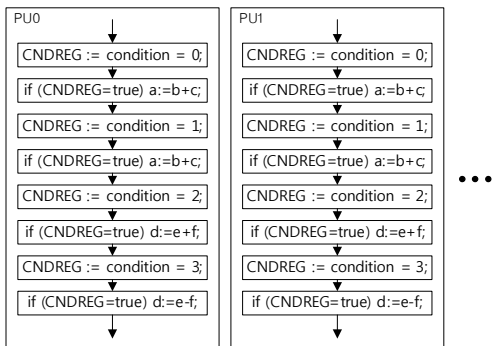 PU0
CNDREG := condition = 0;
if (CNDREG=true) a:=b+c;
CNDREG := condition = 1;
if (CNDREG=true) a:=b+c;
CNDREG := condition = 2;
if (CNDREG=true) d:=e+f;
CNDREG := condition = 3;
if (CNDREG=true) d:=e-f;
PU1
CNDREG := condition = 0;
if (CNDREG=true) a:=b+c;
CNDREG := condition = 1;
if (CNDREG=true) a:=b+c;
CNDREG := condition = 2;
if (CNDREG=true) d:=e+f;
CNDREG := condition = 3;
if (CNDREG=true) d:=e-f;
...